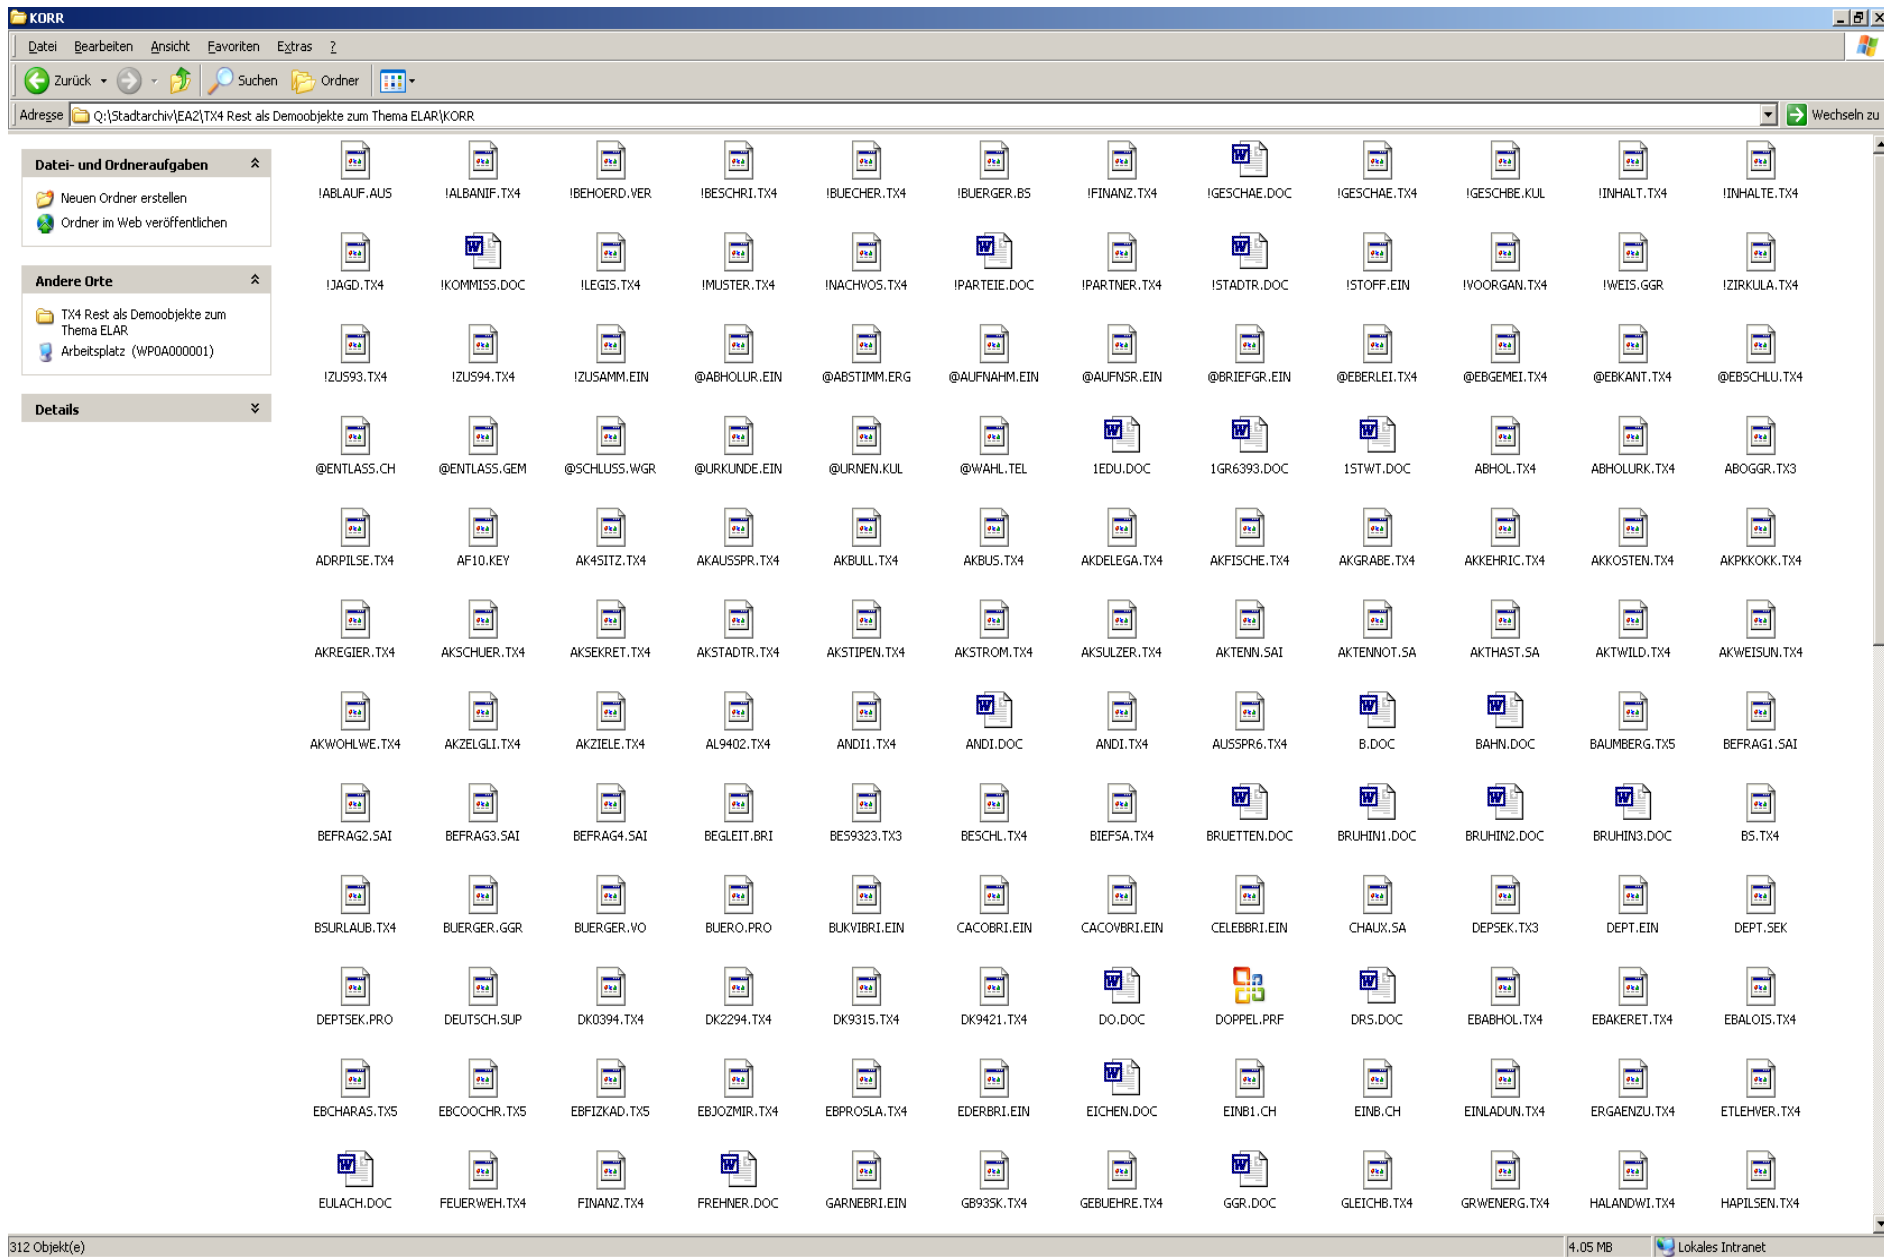 KORR
Datei Bearbeiten Ansicht Favoriten Extras ?
Zurück Suchen Ordner
Adresse Q:\Stadtarchiv\EA2\TX4 Rest als Demoobjekte zum Thema ELAR\KORR Wechseln zu
Datei- und Ordneraufgaben
Neuen Ordner erstellen
Ordner im Web veröffentlichen
Andere Orte
TX4 Rest als Demoobjekte zum
Thema ELAR
Arbeitsplatz (WP0A000001)
Details
!ABLAUF.AUS !ALBANIF.TX4 !BEHOERD.VER !BESCHRI.TX4 !BUECHER.TX4 !BUERGER.BS !FINANZ.TX4 !GESCHAE.DOC !GESCHAE.TX4 !GESCHBE.KUL !INHALT.TX4 !INHALTE.TX4
!JAGD.TX4 !KOMMISS.DOC !LEGIS.TX4 !MUSTER.TX4 !NACHVOS.TX4 !PARTEIE.DOC !PARTNER.TX4 !STADTR.DOC !STOFF.EIN !VOORGAN.TX4 !WEIS.GGR !ZIRKULA.TX4
!ZUS93.TX4 !ZUS94.TX4 !ZUSAMM.EIN @ABHOLUR.EIN @ABSTIMM.ERG @AUFNAHM.EIN @AUFNSR.EIN @BRIEFGR.EIN @EBERLEI.TX4 @EBGEMEI.TX4 @EBKANT.TX4 @EBSCHLU.TX4
@ENTLASS.CH @ENTLASS.GEM @SCHLUSS.WGR @URKUNDE.EIN @URNEN.KUL @WAHL.TEL 1EDU.DOC 1GR6393.DOC 1STWT.DOC ABHOL.TX4 ABHOLURK.TX4 ABOGGR.TX3
ADRPILSE.TX4 AF10.KEY AK4SITZ.TX4 AKAUSSPR.TX4 AKBULL.TX4 AKBUS.TX4 AKDELEGA.TX4 AKFISCHE.TX4 AKGRABE.TX4 AKKEHRIC.TX4 AKKOSTEN.TX4 AKPKKOKK.TX4
AKREGIER.TX4 AKSCHUER.TX4 AKSEKRET.TX4 AKSTADTR.TX4 AKSTIPEN.TX4 AKSTROM.TX4 AKSULZER.TX4 AKTENN.SAI AKTENNOT.SA AKTHAST.SA AKTWILD.TX4 AKWEISUN.TX4
AKWOHLWE.TX4 AKZELGLI.TX4 AKZIELE.TX4 AL9402.TX4 ANDI1.TX4 ANDI.DOC ANDI.TX4 AUSSPR6.TX4 B.DOC BAHN.DOC BAUMBERG.TX5 BEFRAG1.SAI
BEFRAG2.SAI BEFRAG3.SAI BEFRAG4.SAI BEGLEIT.BRI BES9323.TX3 BESCHL.TX4 BIEFSA.TX4 BRUETTEN.DOC BRUHIN1.DOC BRUHIN2.DOC BRUHIN3.DOC BS.TX4
BSURLAUB.TX4 BUERGER.GGR BUERGER.VO BUERO.PRO BUKVIBRI.EIN CACOBRI.EIN CACOVBRI.EIN CELEBBRI.EIN CHAUX.SA DEPSEK.TX3 DEPT.EIN DEPT.SEK
DEPTSEK.PRO DEUTSCH.SUP DK0394.TX4 DK2294.TX4 DK9315.TX4 DK9421.TX4 DO.DOC DOPPEL.PRF DRS.DOC EBABHOL.TX4 EBAKERET.TX4 EBALOIS.TX4
EBCHARAS.TX5 EBCOOCHR.TX5 EBFIZKAD.TX5 EBJOZMIR.TX4 EBPROSLA.TX4 EDERBRI.EIN EICHEN.DOC EINB1.CH EINB.CH EINLADUN.TX4 ERGAENZU.TX4 ETLEHVER.TX4
EULACH.DOC FEUERWEH.TX4 FINANZ.TX4 FREHNER.DOC GARNEBRI.EIN GB93SK.TX4 GEBUEHRE.TX4 GGR.DOC GLEICHB.TX4 GRWENERG.TX4 HALANDWI.TX4 HAPILSEN.TX4
312 Objekt(e) 4.05 MB Lokales Intranet